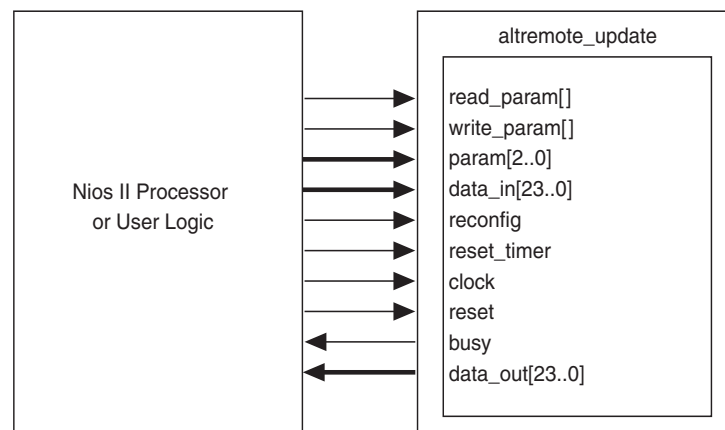 altremote_update
read_param[]
write_param[]
param[2..0]
data_in[23..0]
reconfig
reset_timer
clock
reset
busy
data_out[23..0]
Nios II Processor
or User Logic